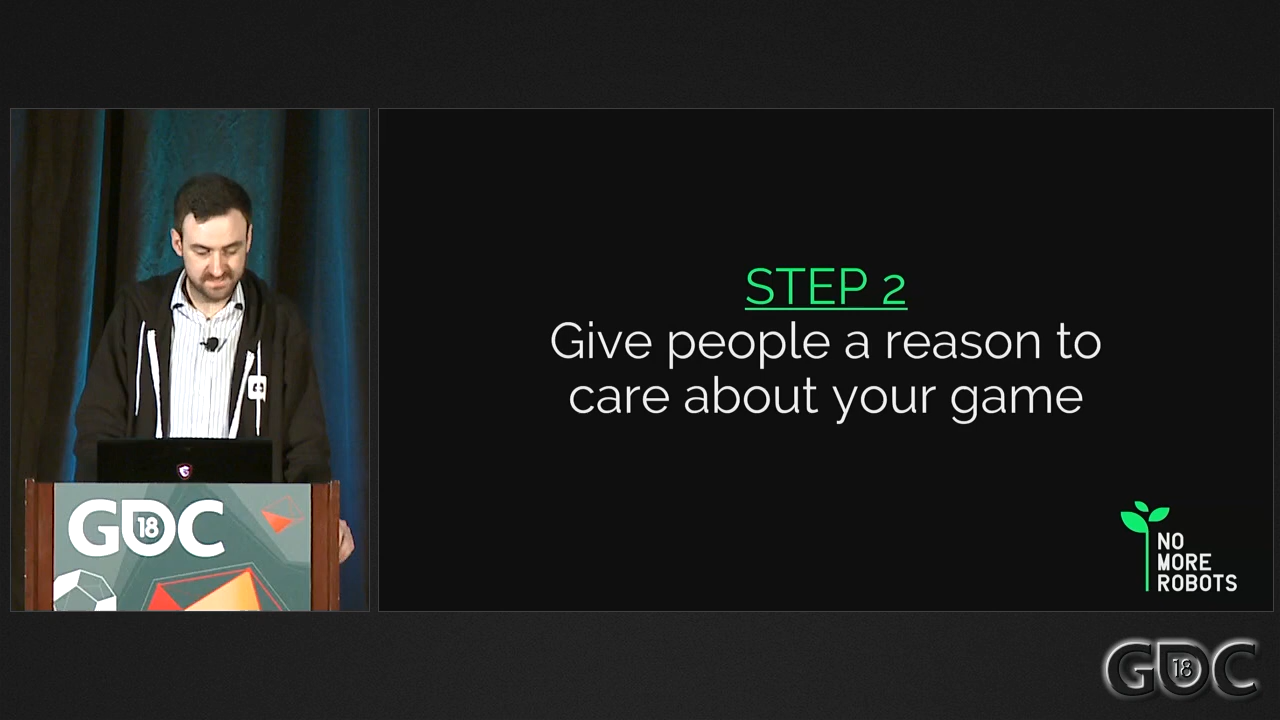 STEP 2
Give people a reason to
care about your game
NO
MORE
ROBOTS
GDC
18
GDC
18